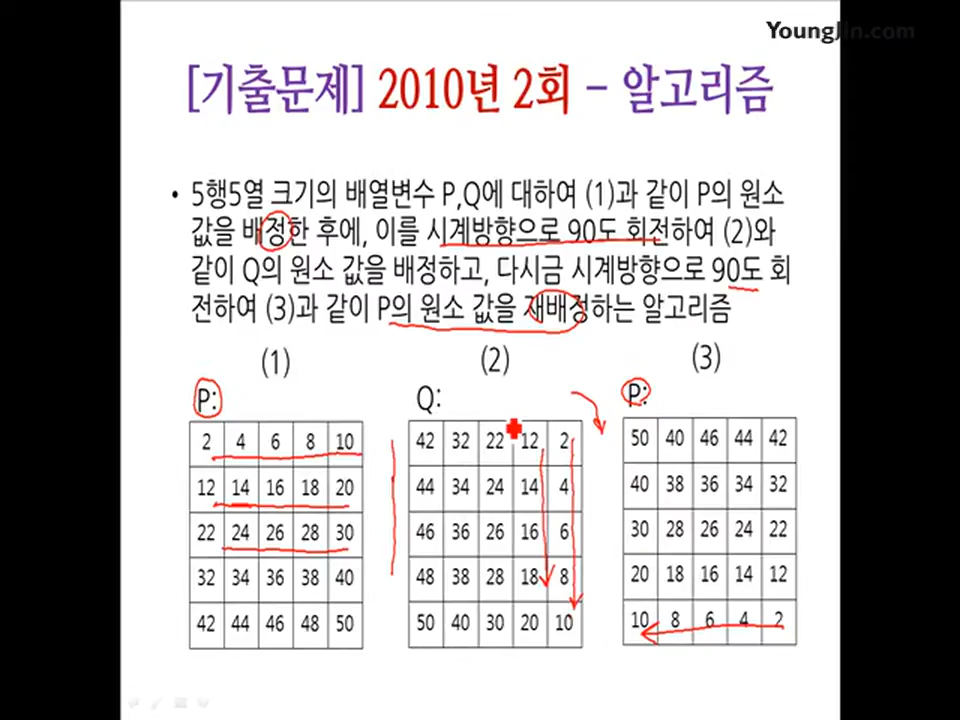 YoungJin.com
[기출문제] 2010년 2회 - 알고리즘
• 5행5열 크기의 배열변수 P,Q에 대하여 (1)과 같이 P의 원소
값을 배정한 후에, 이를 시계방향으로 90도 회전하여 (2)와
같이 Q의 원소 값을 배정하고, 다시금 시계방향으로 90도 회
전하여 (3)과 같이 P의 원소 값을 재배정하는 알고리즘
(1)
P:
2 4 6 8 10
12 14 16 18 20
22 24 26 28 30
32 34 36 38 40
42 44 46 48 50
(2)
Q:
42 32 22 12 2
44 34 24 14 4
46 36 26 16 6
48 38 28 18 8
50 40 30 20 10
(3)
P:
50 40 46 44 42
40 38 36 34 32
30 28 26 24 22
20 18 16 14 12
10 8 6 4 2